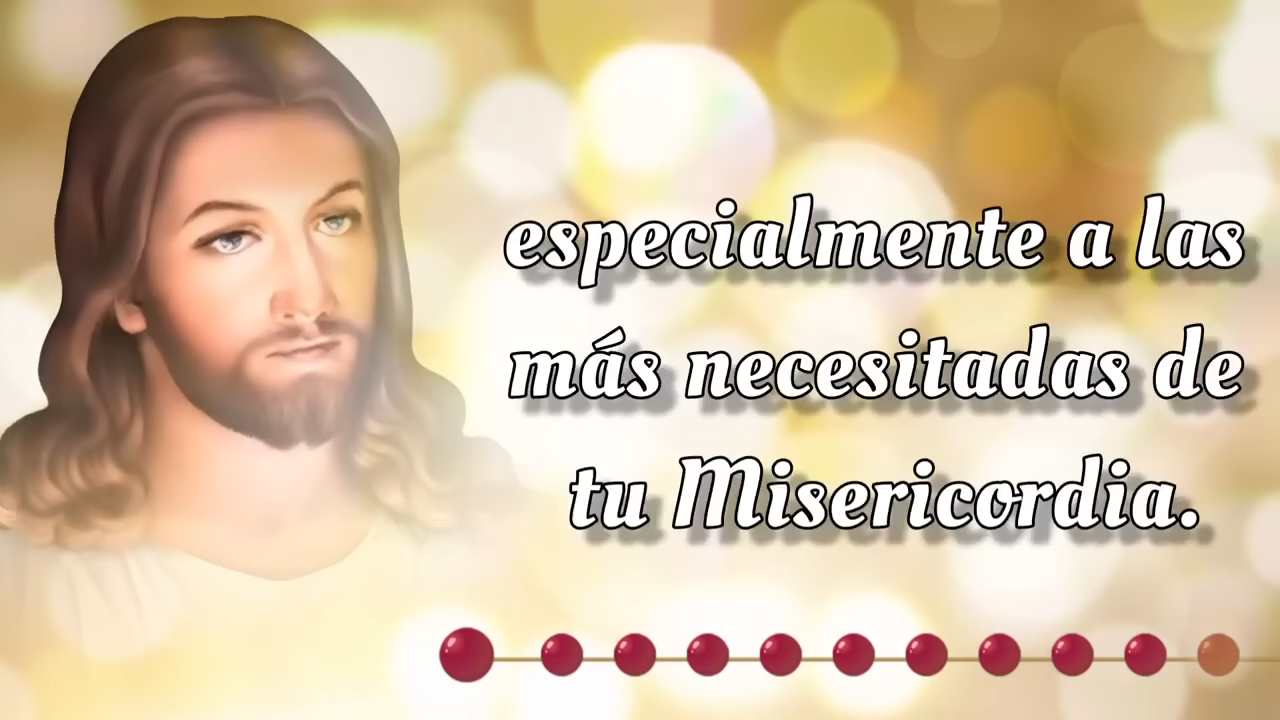 especialmente a las
más necesitadas de
tu Misericordia.